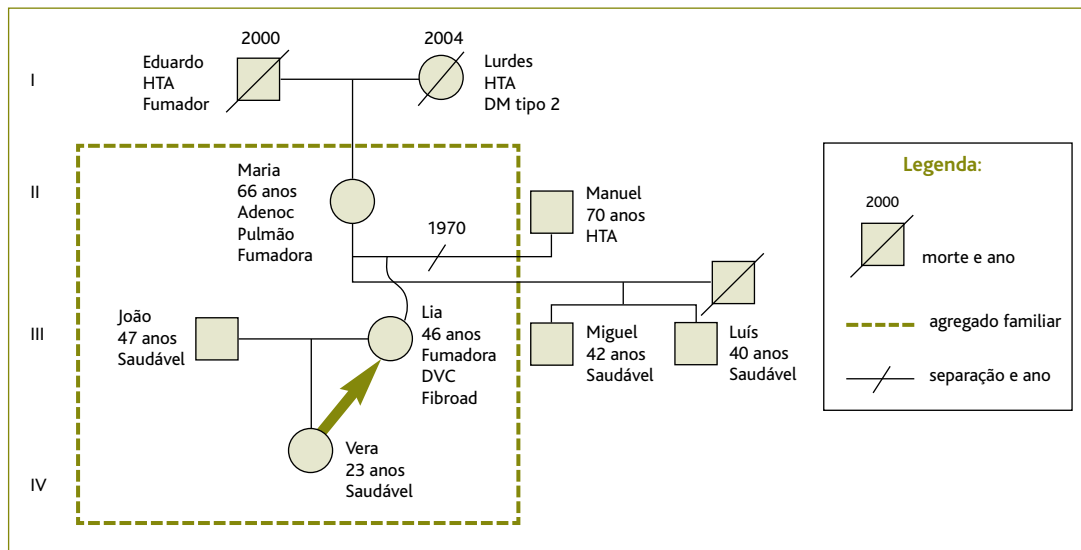 I
Eduardo
HTA
Fumador
2000
2004
Lurdes
HTA
DM tipo 2
II
Maria
66 anos
Adenoc
Pulmão
Fumadora
1970
Manuel
70 anos
HTA
III
João
47 anos
Saudável
Lia
46 anos
Fumadora
DVC
Fibroad
Miguel
42 anos
Saudável
Luís
40 anos
Saudável
IV
Vera
23 anos
Saudável
Legenda:
2000
morte e ano
agregado familiar
separação e ano